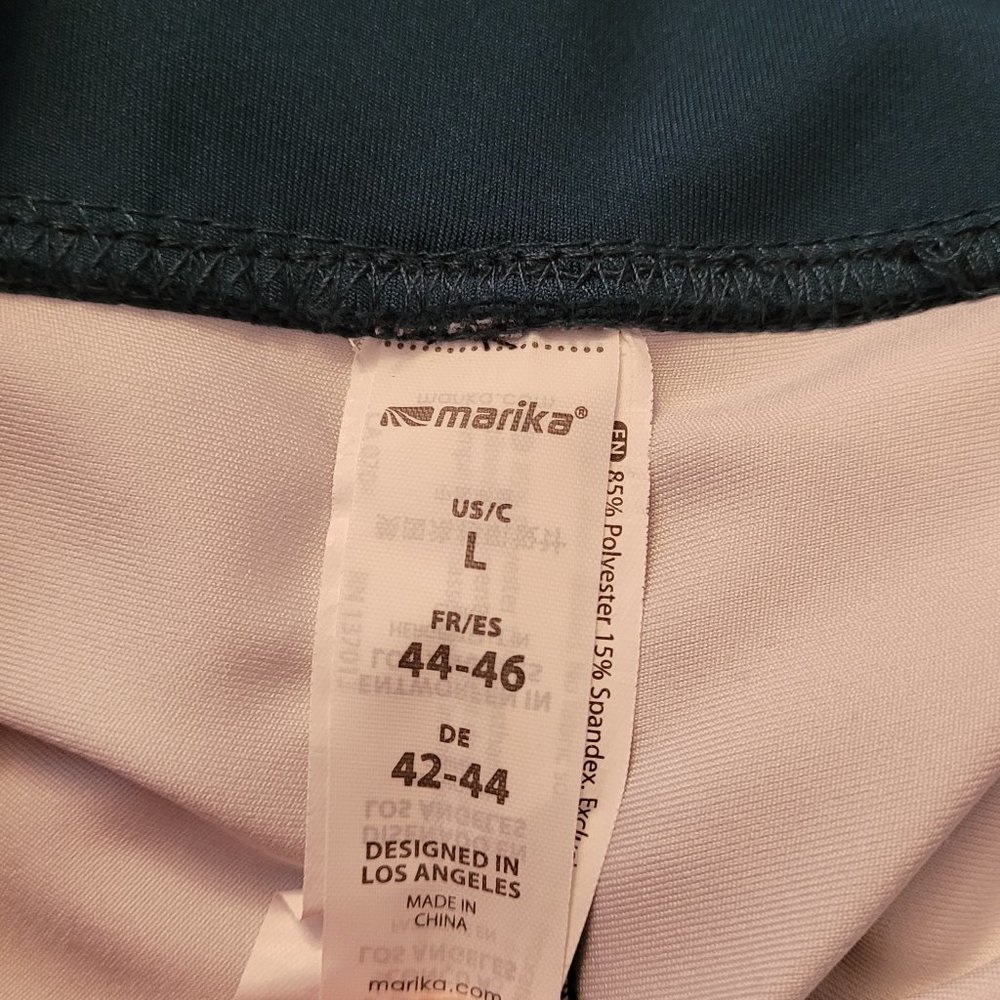 marika®
US/C
L
FR/ES
44-46
DE
42-44
DESIGNED IN
LOS ANGELES
MADE IN
CHINA
marika.com
EN 85% Polyester 15% Spandex.